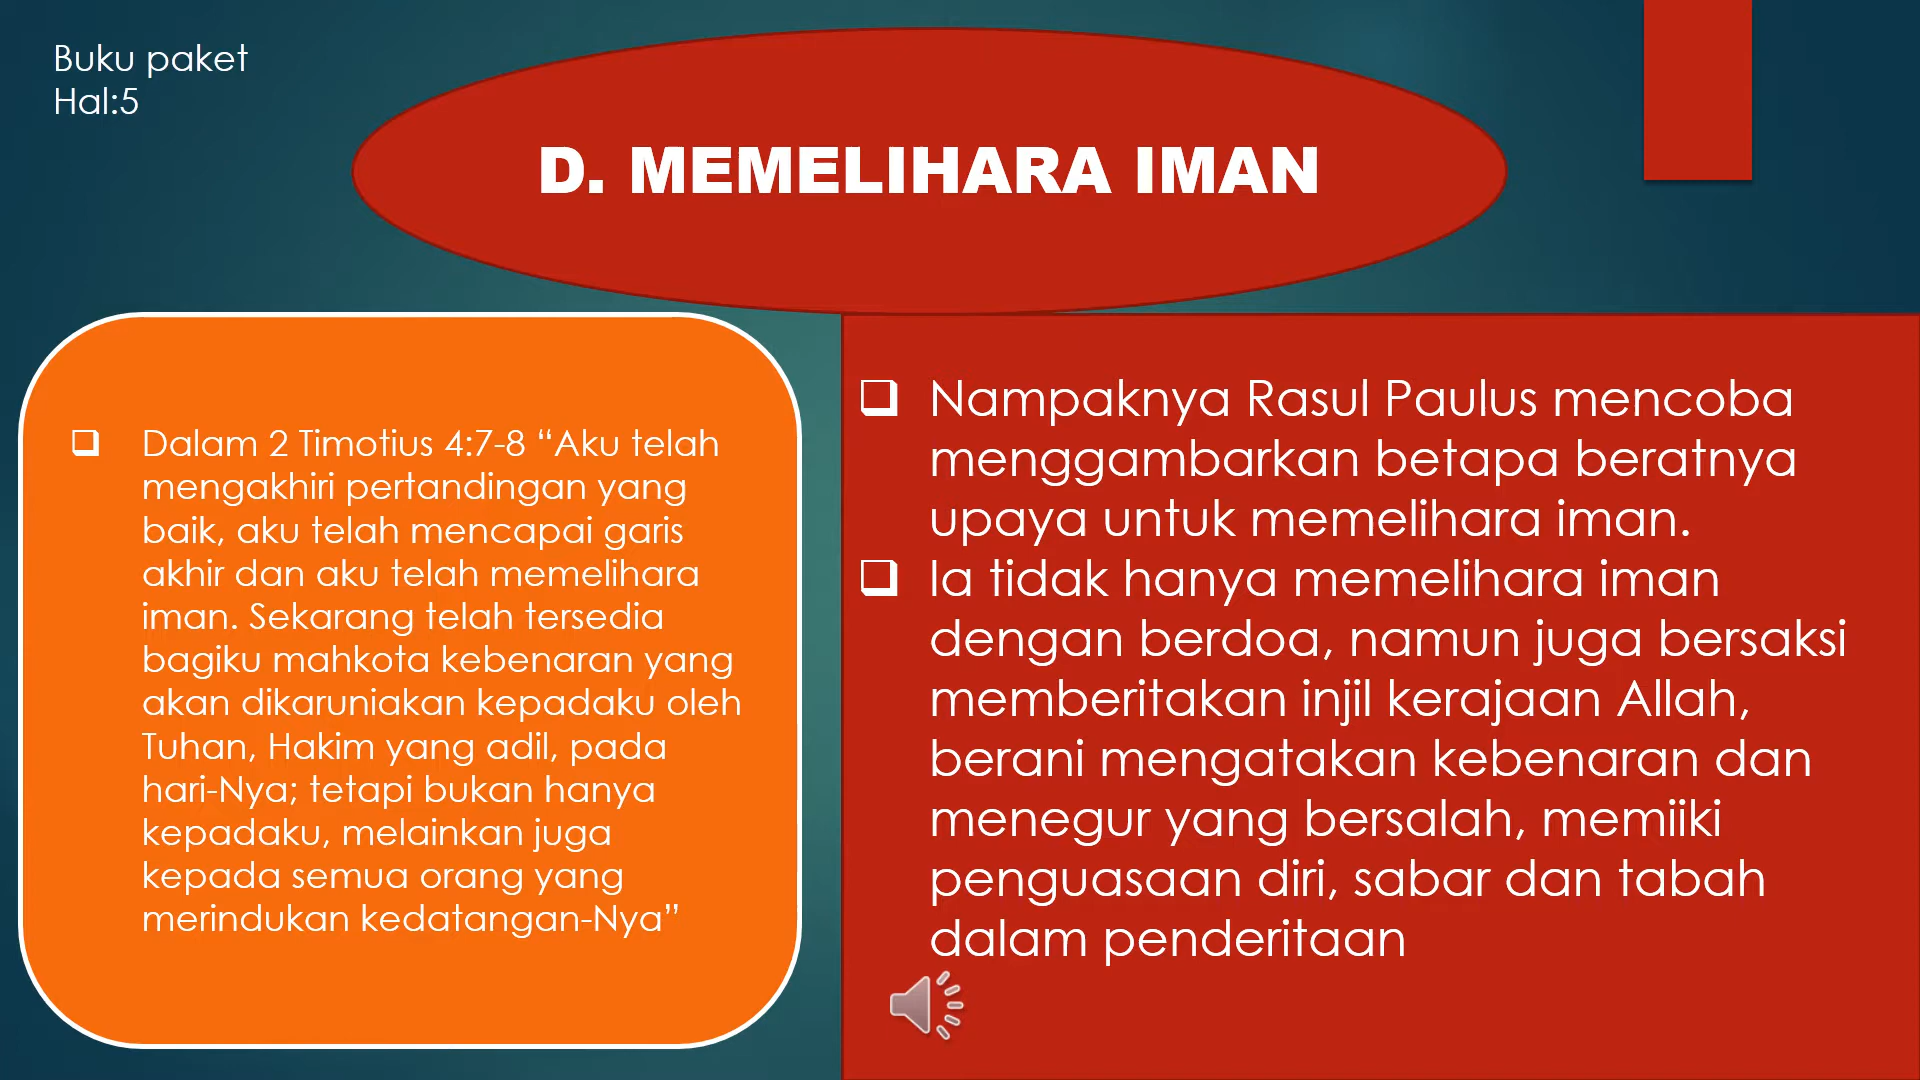 Buku paket
Hal:5
D. MEMELIHARA IMAN
❑ Dalam 2 Timotius 4:7-8 “Aku telah
mengakhiri pertandingan yang
baik, aku telah mencapai garis
akhir dan aku telah memelihara
iman. Sekarang telah tersedia
bagiku mahkota kebenaran yang
akan dikaruniakan kepadaku oleh
Tuhan, Hakim yang adil, pada
hari-Nya; tetapi bukan hanya
kepadaku, melainkan juga
kepada semua orang yang
merindukan kedatangan-Nya”
❑ Nampaknya Rasul Paulus mencoba
menggambarkan betapa beratnya
upaya untuk memelihara iman.
❑ Ia tidak hanya memelihara iman
dengan berdoa, namun juga bersaksi
memberitakan injil kerajaan Allah,
berani mengatakan kebenaran dan
menegur yang bersalah, memiiki
penguasaan diri, sabar dan tabah
dalam penderitaan